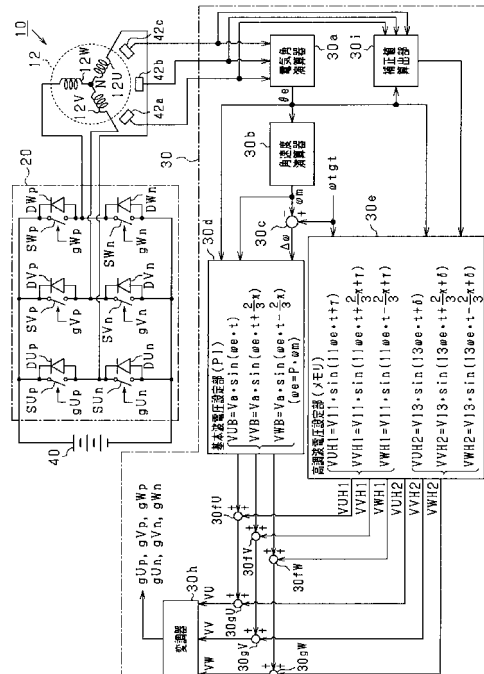 10
12
12V
12W
N
12U
42a
42b
42c
20
SUp
DUp
gUp
SVp
DVp
gVp
SWp
DWp
gWp
SUn
DUn
gUn
SVn
DVn
gVn
SWn
DWn
gWn
40
30
30a
電気角演算器
θe
30i
補正値算出部
30b
角速度演算器
ωm
30c
Δω
ωtgt
30d
基本波電圧設定部(PI)
VUB=Va・sin(ωe・t)
VVB=Va・sin(ωe・t+2/3π)
VWB=Va・sin(ωe・t-2/3π)
(ωe=P・ωm)
30e
高調波電圧設定部(メモリ)
VUH1=V11・sin(11ωe・t+γ)
VVH1=V11・sin(11ωe・t+2/3π+γ)
VWH1=V11・sin(11ωe・t-2/3π+γ)
VUH2=V13・sin(13ωe・t+δ)
VVH2=V13・sin(13ωe・t+2/3π+δ)
VWH2=V13・sin(13ωe・t-2/3π+δ)
VUH1
VVH1
VWH1
VUH2
VVH2
VWH2
30fU
30fV
30fW
30gU
30gV
30gW
VU
VV
VW
30h
変調器
gUp, gVp, gWp
gUn, gVn, gWn